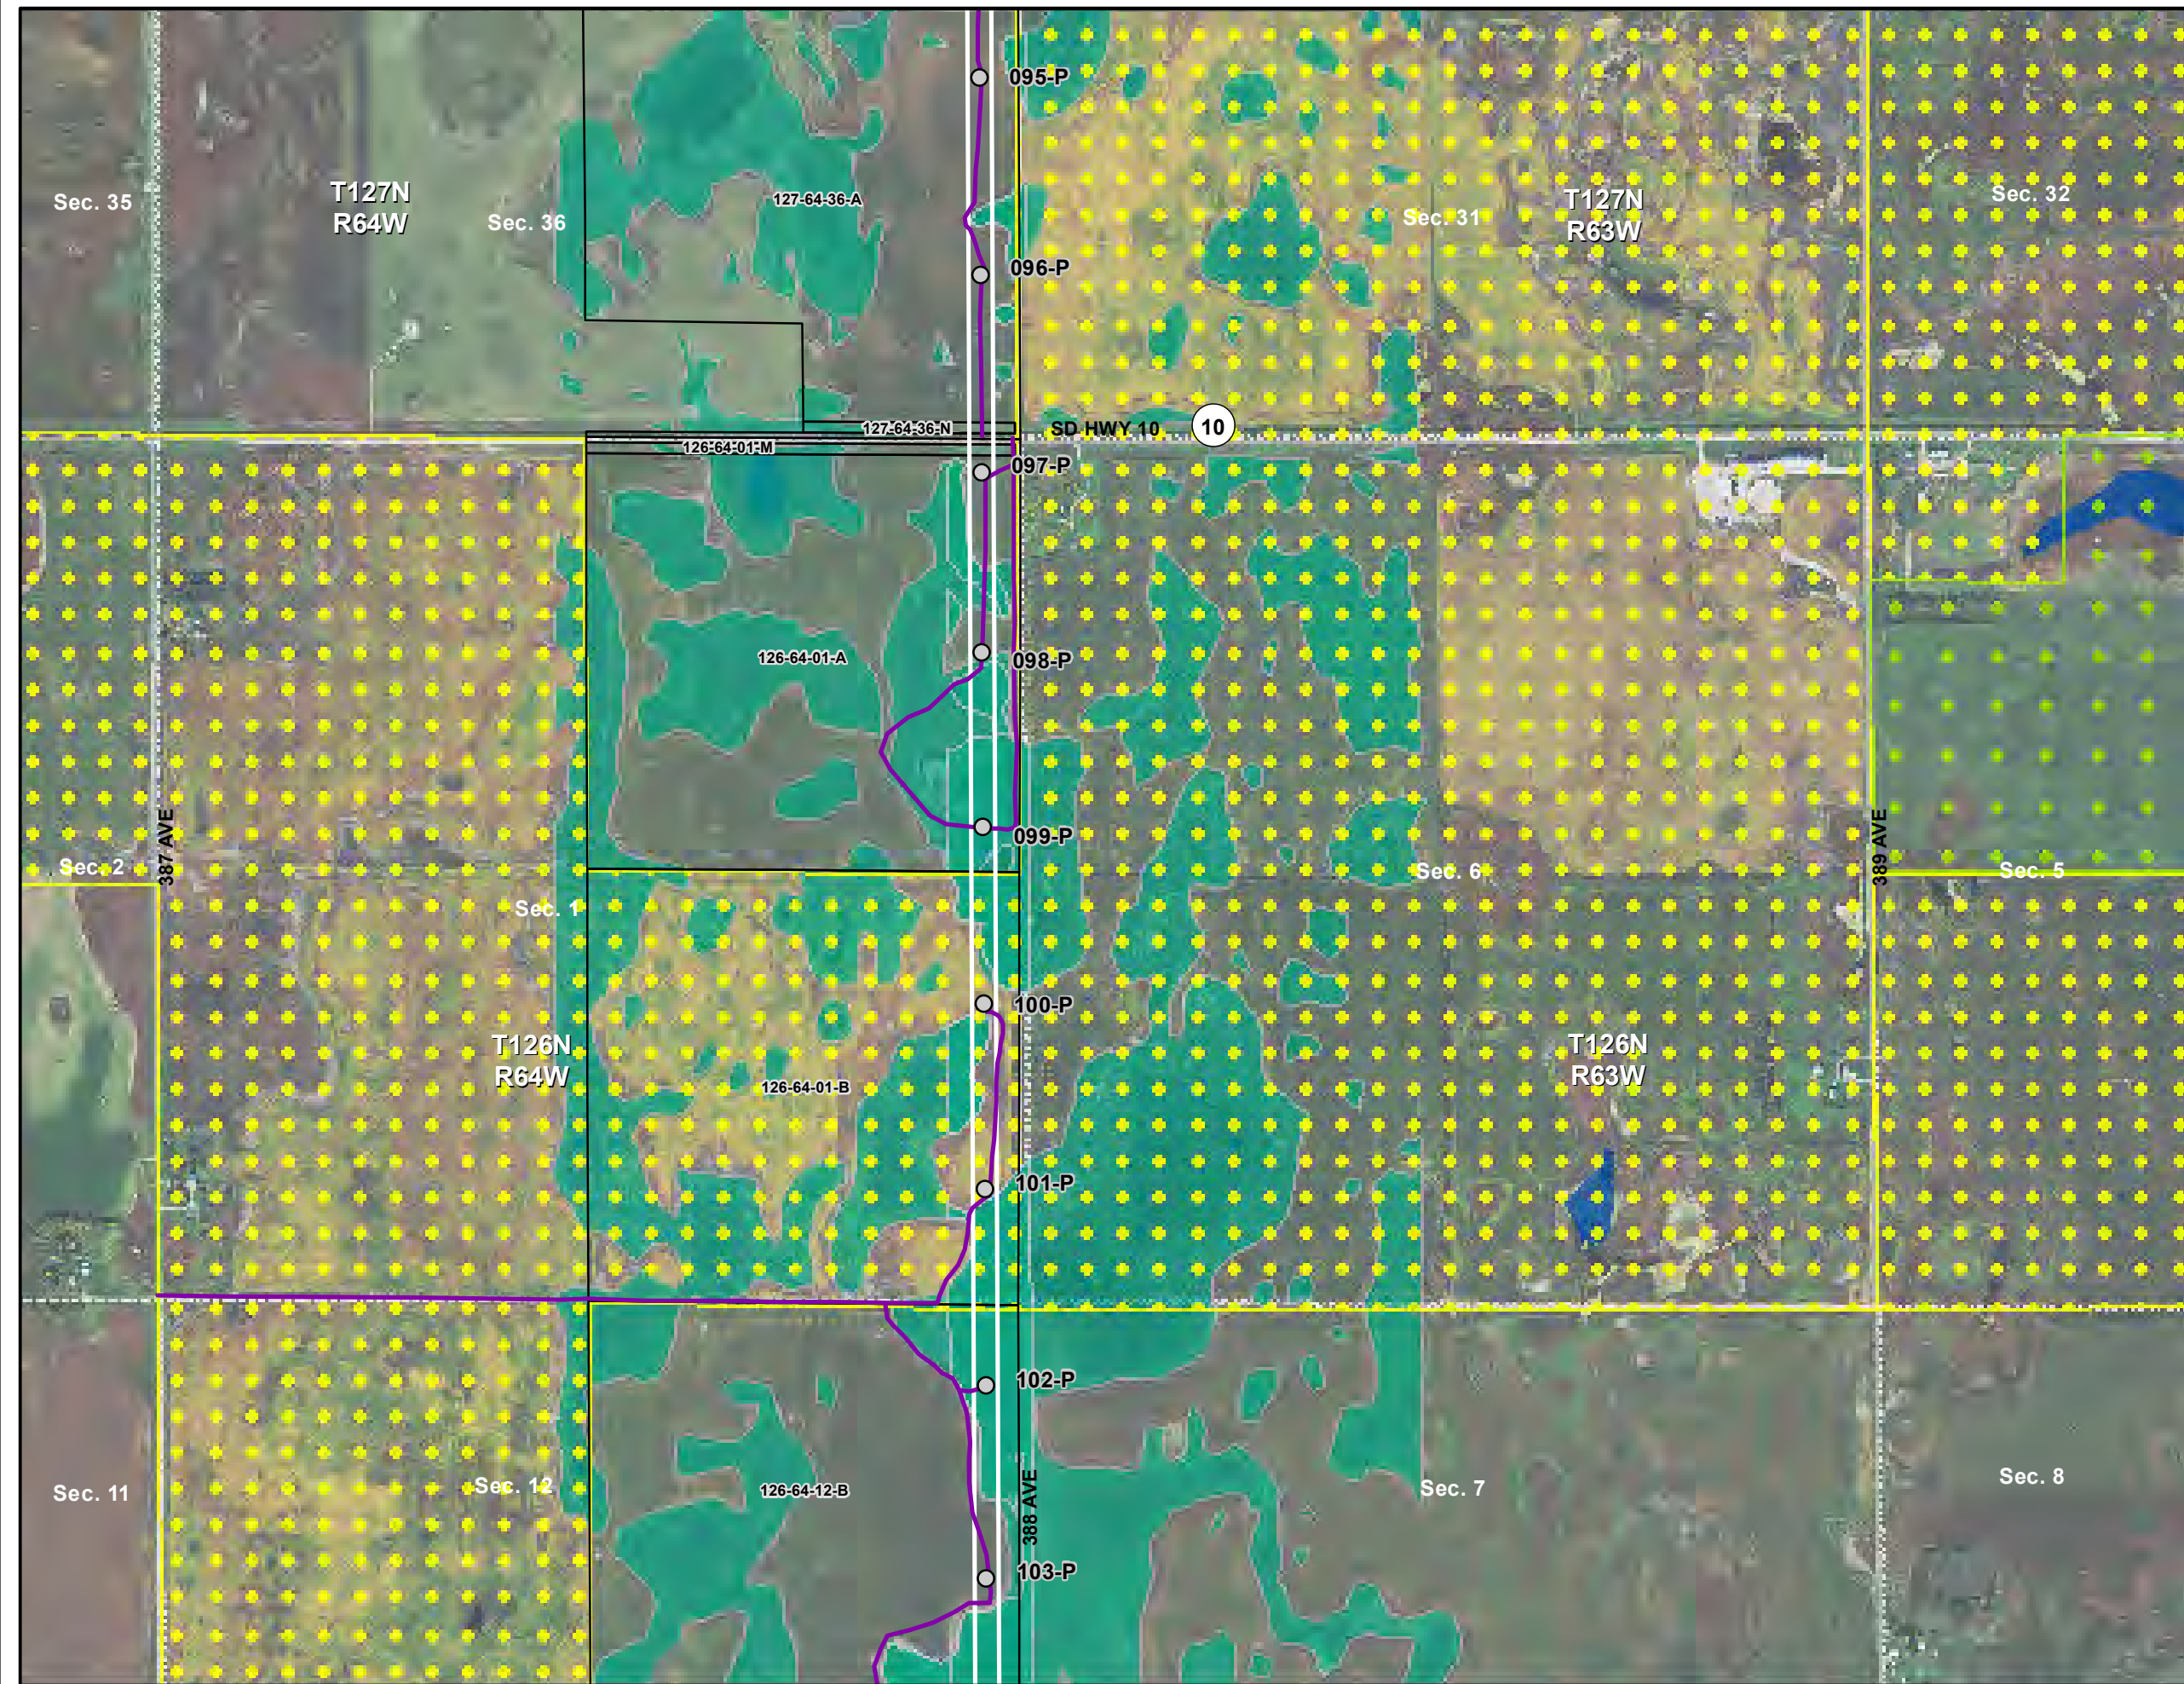 095-P
Sec. 35
T127N
R64W
Sec. 36
127-64-36-A
Sec. 31
T127N
R63W
Sec. 32
096-P
127-64-36-N
SD HWY 10
10
126-64-01-M
097-P
126-64-01-A
098-P
099-P
387 AVE
389 AVE
Sec. 2
Sec. 6
Sec. 5
Sec. 1
100-P
T126N
R64W
126-64-01-B
T126N
R63W
101-P
102-P
Sec. 11
Sec. 12
126-64-12-B
388 AVE
Sec. 7
Sec. 8
103-P